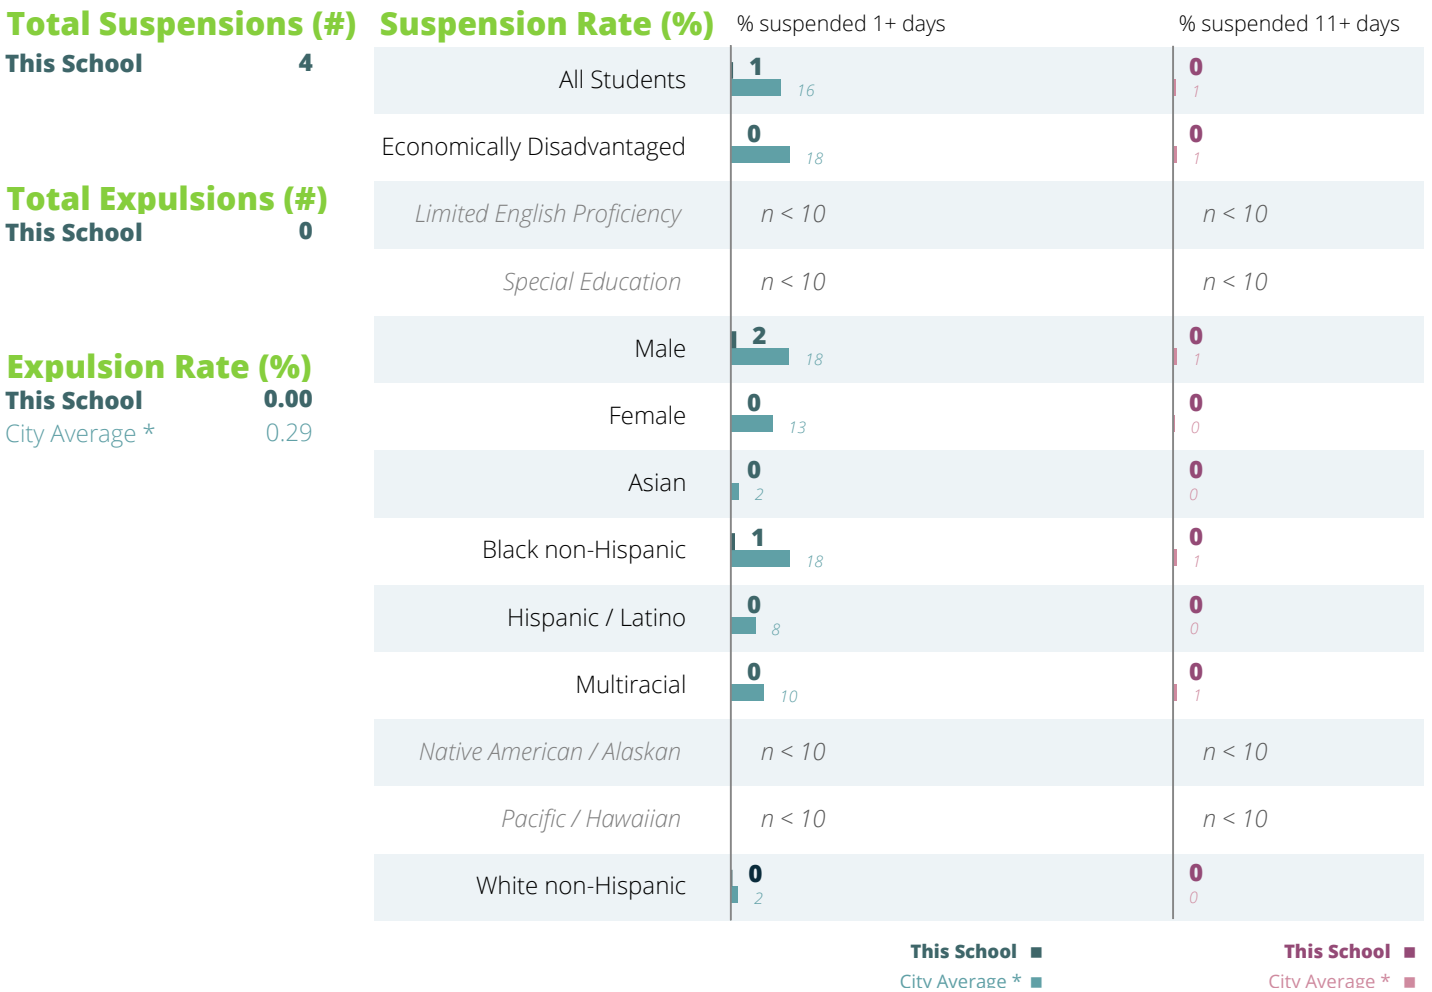 Total Suspensions (#)
This School 4
Total Expulsions (#)
This School 0
Expulsion Rate (%)
This School 0.00
City Average * 0.29
Suspension Rate (%) % suspended 1+ days % suspended 11+ days
All Students 1 0
16 1
Economically Disadvantaged 0 0
18 1
Limited English Proficiency n < 10 n < 10
Special Education n < 10 n < 10
Male 2 0
18 1
Female 0 0
13 0
Asian 0 0
2 0
Black non-Hispanic 1 0
18 1
Hispanic / Latino 0 0
8 0
Multiracial 0 0
10 1
Native American / Alaskan n < 10 n < 10
Pacific / Hawaiian n < 10 n < 10
White non-Hispanic 0 0
2 0
This School This School
City Average * City Average *